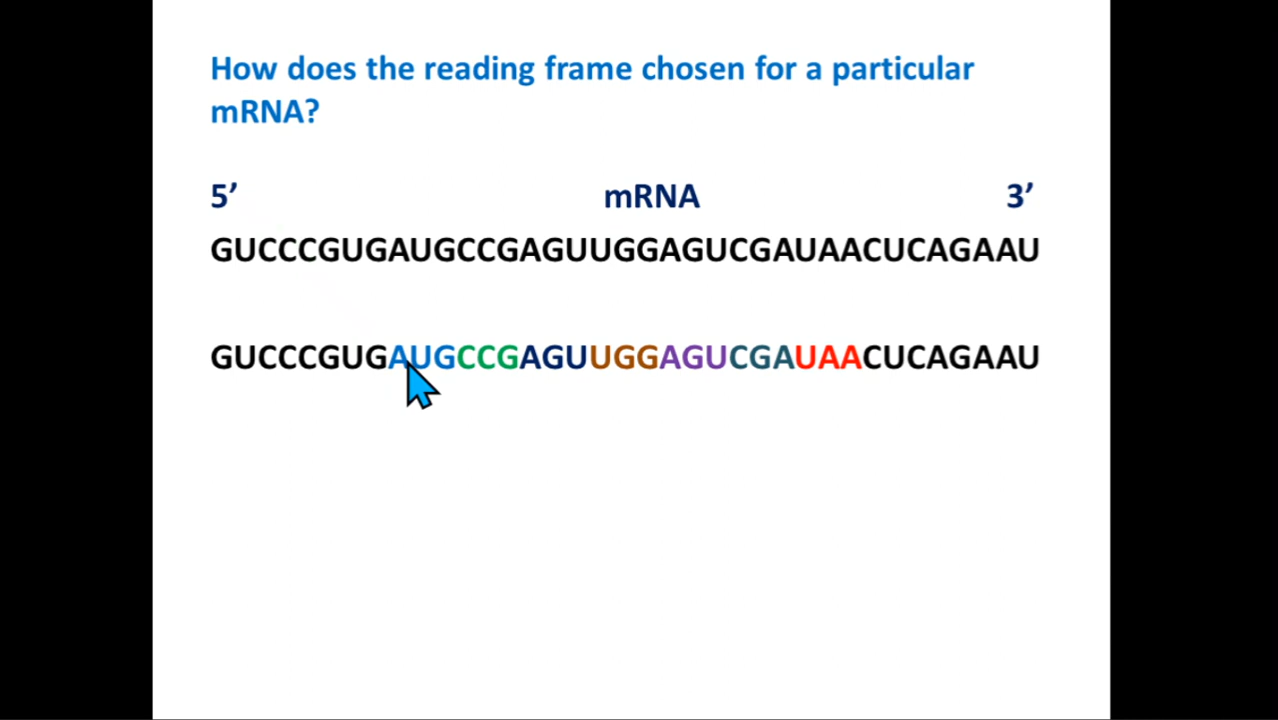 How does the reading frame chosen for a particular
mRNA?
5’ mRNA 3’
GUCCCGUGAUGCCGAGUUGGAGUCGAUAACUCAGAAU
GUCCCGUGAUGCCGAGUUGGAGUCGAUAACUCAGAAU